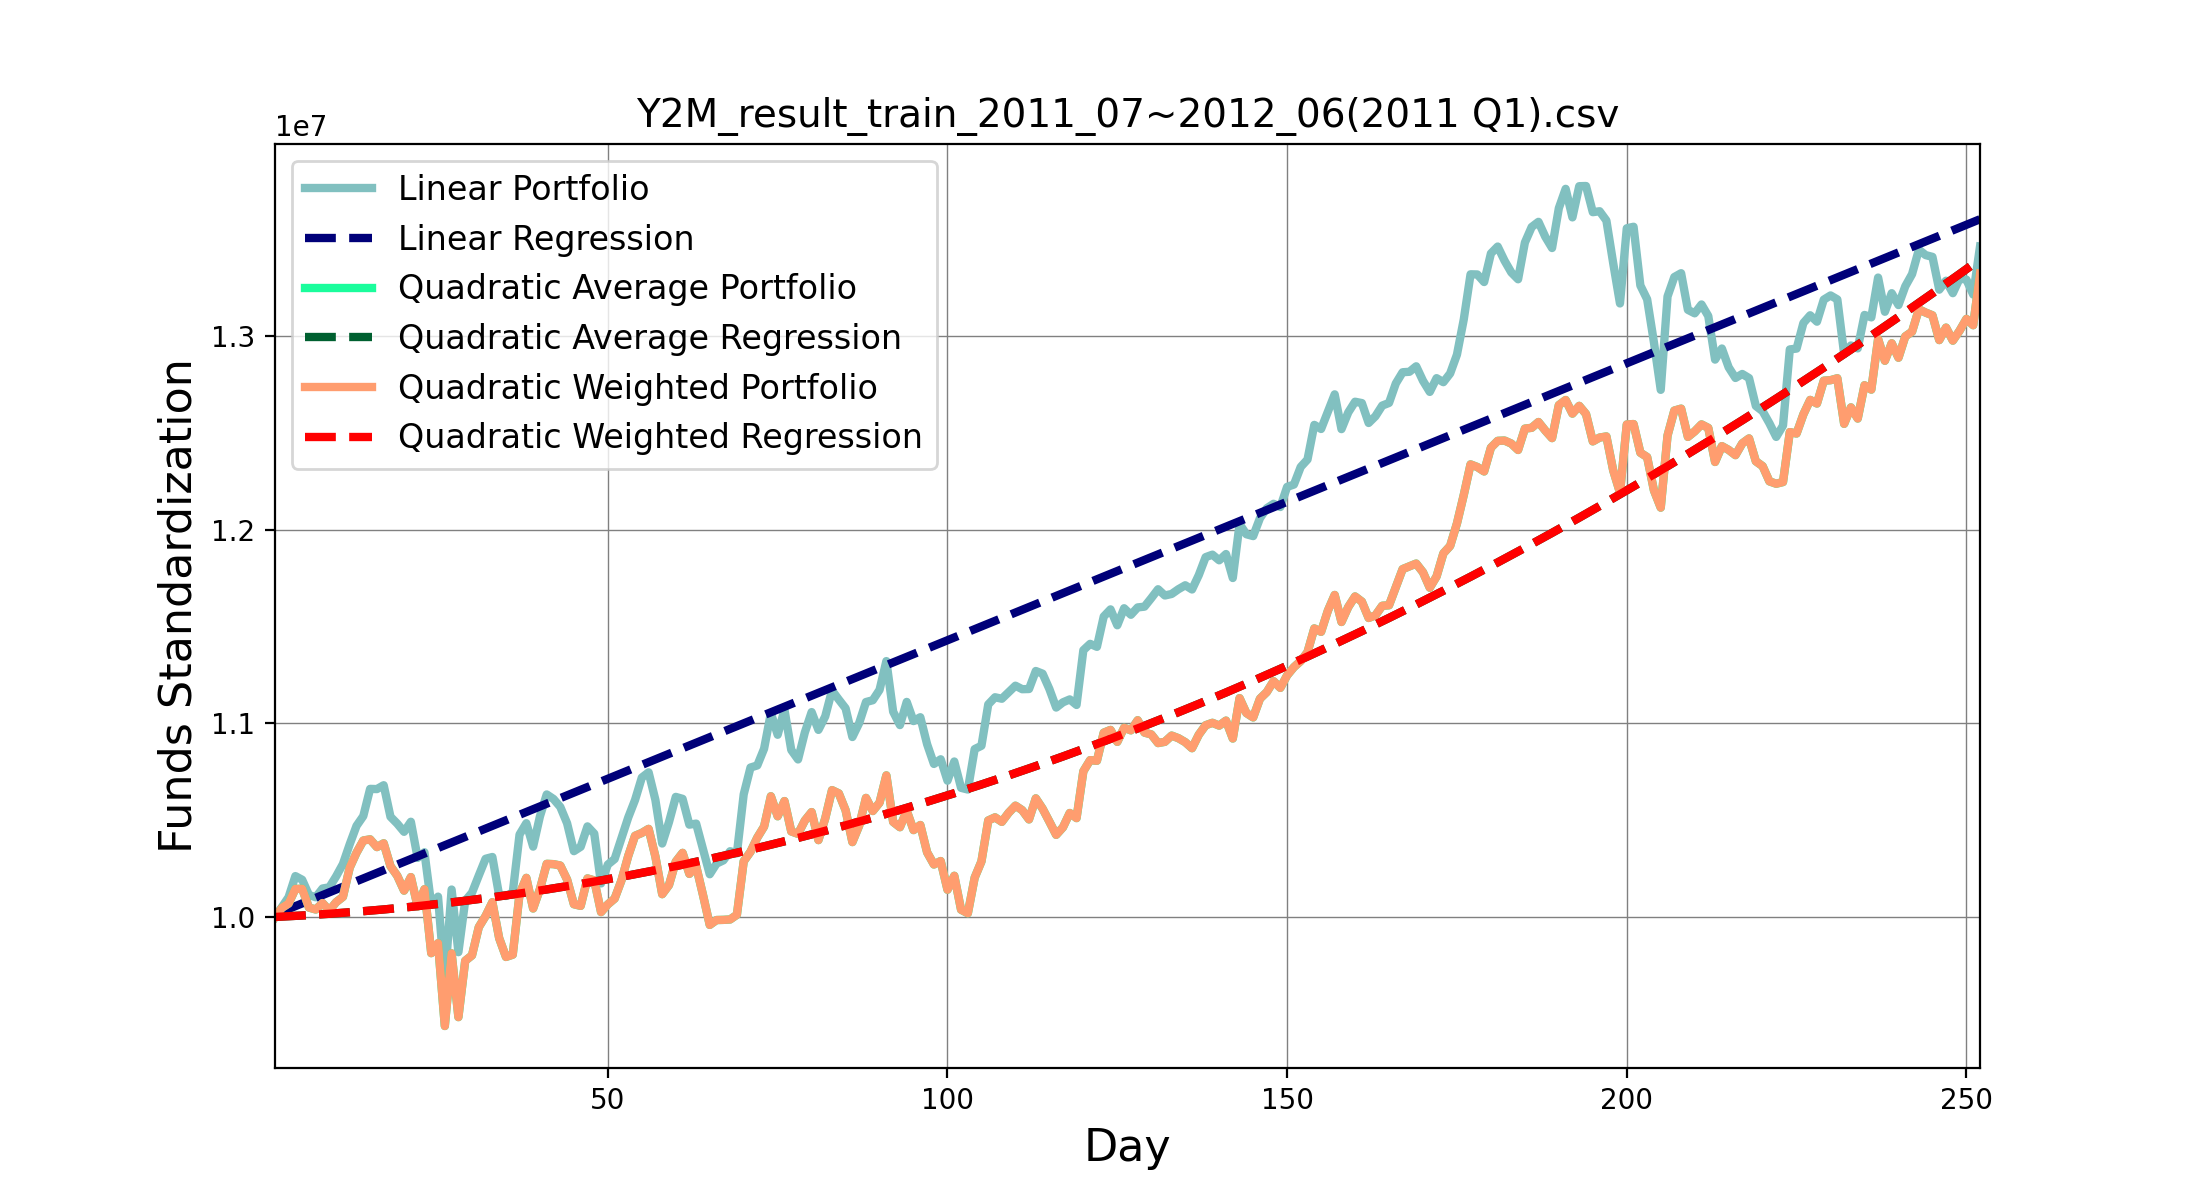 Y2M_result_train_2011_07~2012_06(2011 Q1).csv
1e7
Linear Portfolio
Linear Regression
Quadratic Average Portfolio
Quadratic Average Regression
Quadratic Weighted Portfolio
Quadratic Weighted Regression
Funds Standardization
1.3
1.2
1.1
1.0
50 100 150 200 250
Day